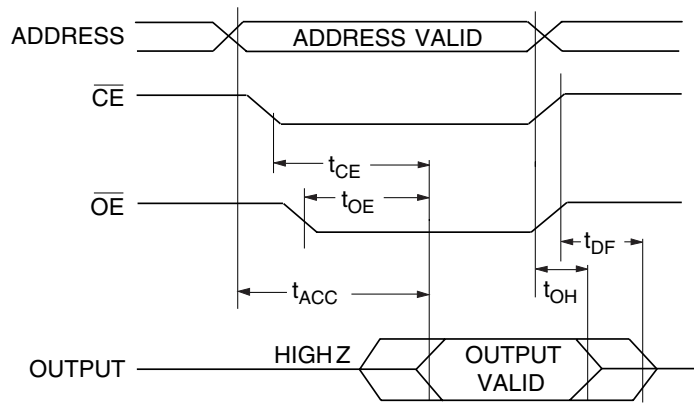 ADDRESS
ADDRESS VALID
CE
tCE
OE
tOE
tDF
tACC
tOH
OUTPUT
HIGH Z
OUTPUT
VALID